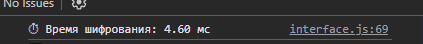 No Issues
⏱ Время шифрования: 4.60 мс interface.js:69